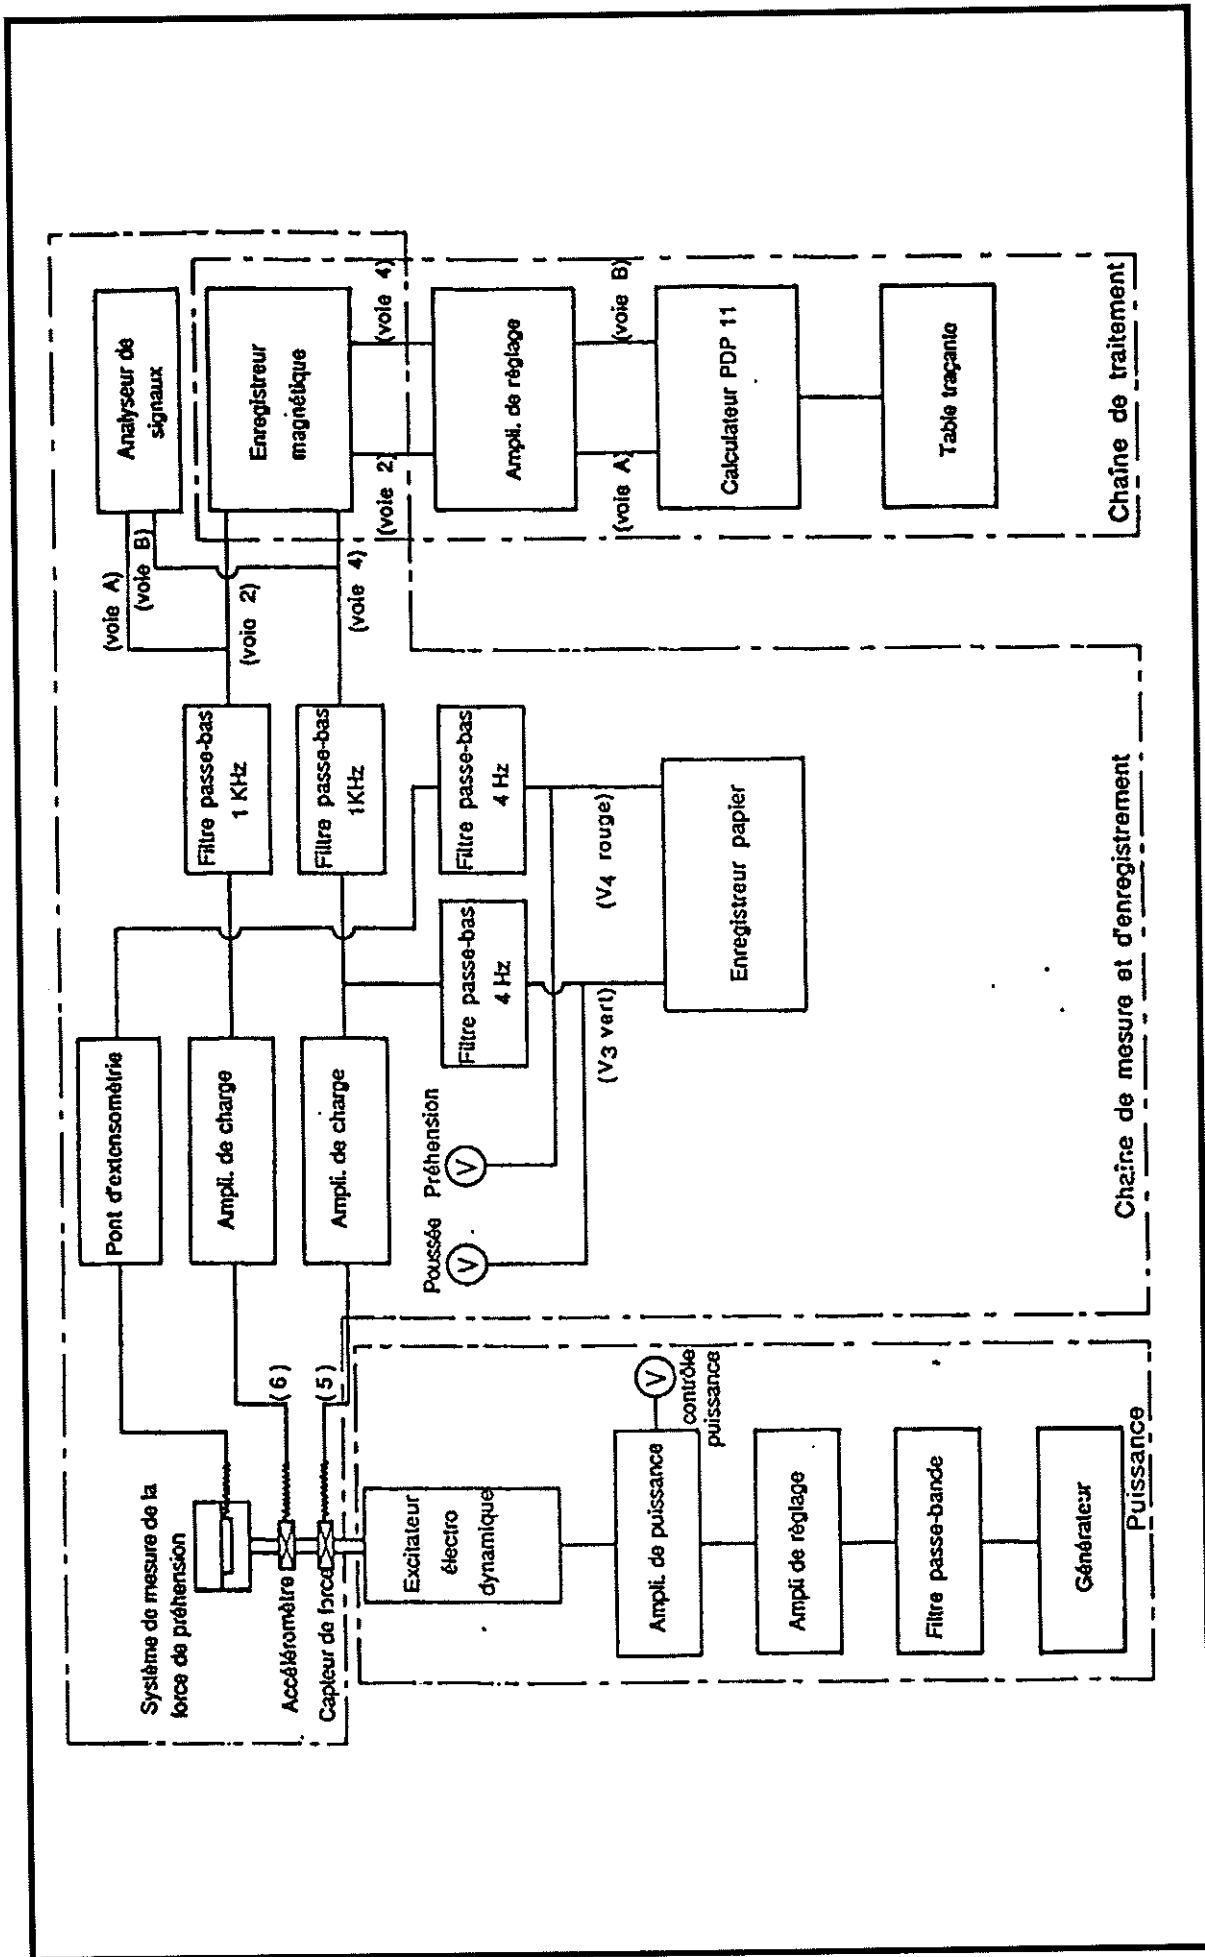 Système de mesure de la
force de préhension
Accéléromètre
Capteur de force
(6)
(5)
Excitateur
électro
dynamique
Ampli. de puissance
V
contrôle
puissance
Ampli de règlage
Filtre passe-bande
Générateur
Puissance
Pont d'extensométrie
Ampli. de charge
Ampli. de charge
Poussée
Préhension
V
V
Filtre passe-bas
4 Hz
Filtre passe-bas
4 Hz
Filtre passe-bas
1 KHz
Filtre passe-bas
1KHz
(V3 vert)
(V4 rouge)
Enregistreur papier
Chaîne de mesure et d'enregistrement
(voie A)
(voie B)
(voie 2)
(voie 4)
Analyseur de
signaux
Enregistreur
magnétique
(voie 2)
(voie 4)
Ampli. de réglage
(voie A)
(voie B)
Calculateur PDP 11
Table traçante
Chaîne de traitement